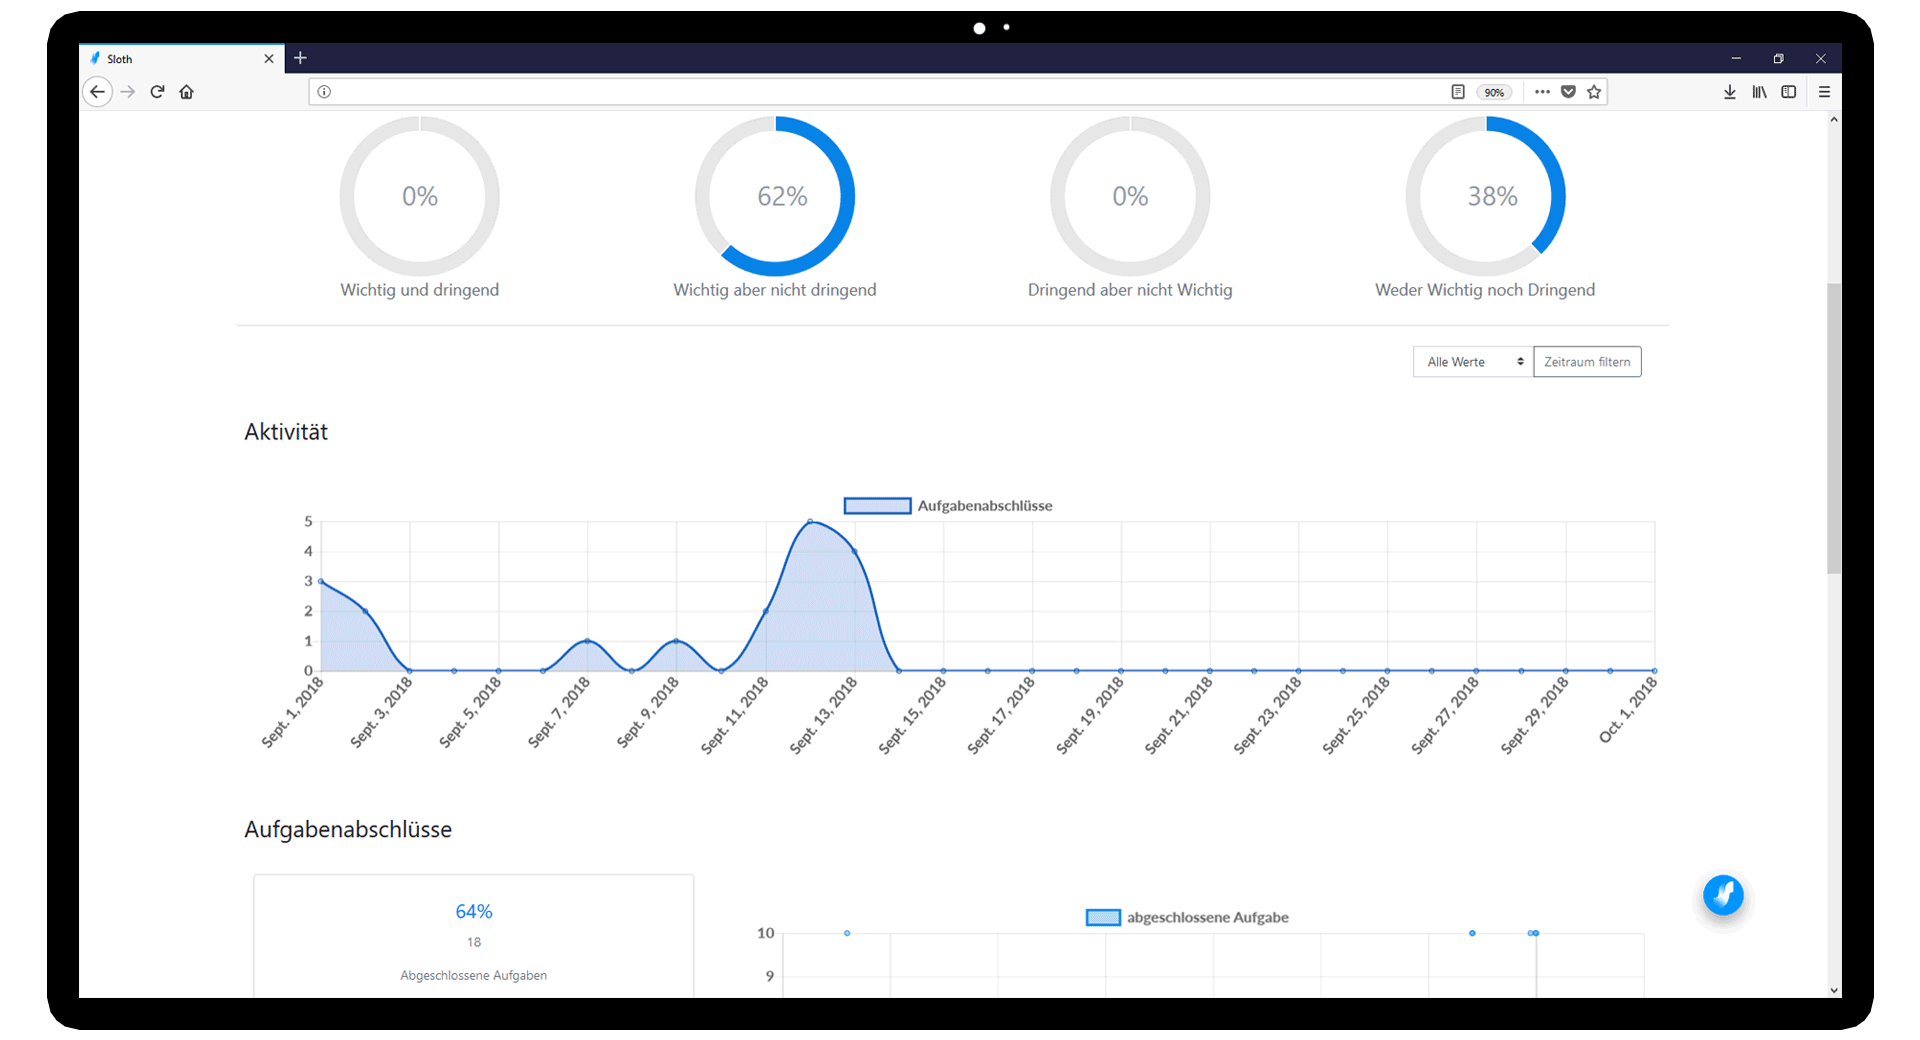 Sloth
90%
0%
62%
0%
38%
Wichtig und dringend
Wichtig aber nicht dringend
Dringend aber nicht Wichtig
Weder Wichtig noch Dringend
Alle Werte
Zeitraum filtern
Aktivität
Aufgabenabschlüsse
5
4
3
2
1
0
Sept. 1, 2018
Sept. 3, 2018
Sept. 5, 2018
Sept. 7, 2018
Sept. 9, 2018
Sept. 11, 2018
Sept. 13, 2018
Sept. 15, 2018
Sept. 17, 2018
Sept. 19, 2018
Sept. 21, 2018
Sept. 23, 2018
Sept. 25, 2018
Sept. 27, 2018
Sept. 29, 2018
Oct. 1, 2018
Aufgabenabschlüsse
64%
18
Abgeschlossene Aufgaben
abgeschlossene Aufgabe
10
9